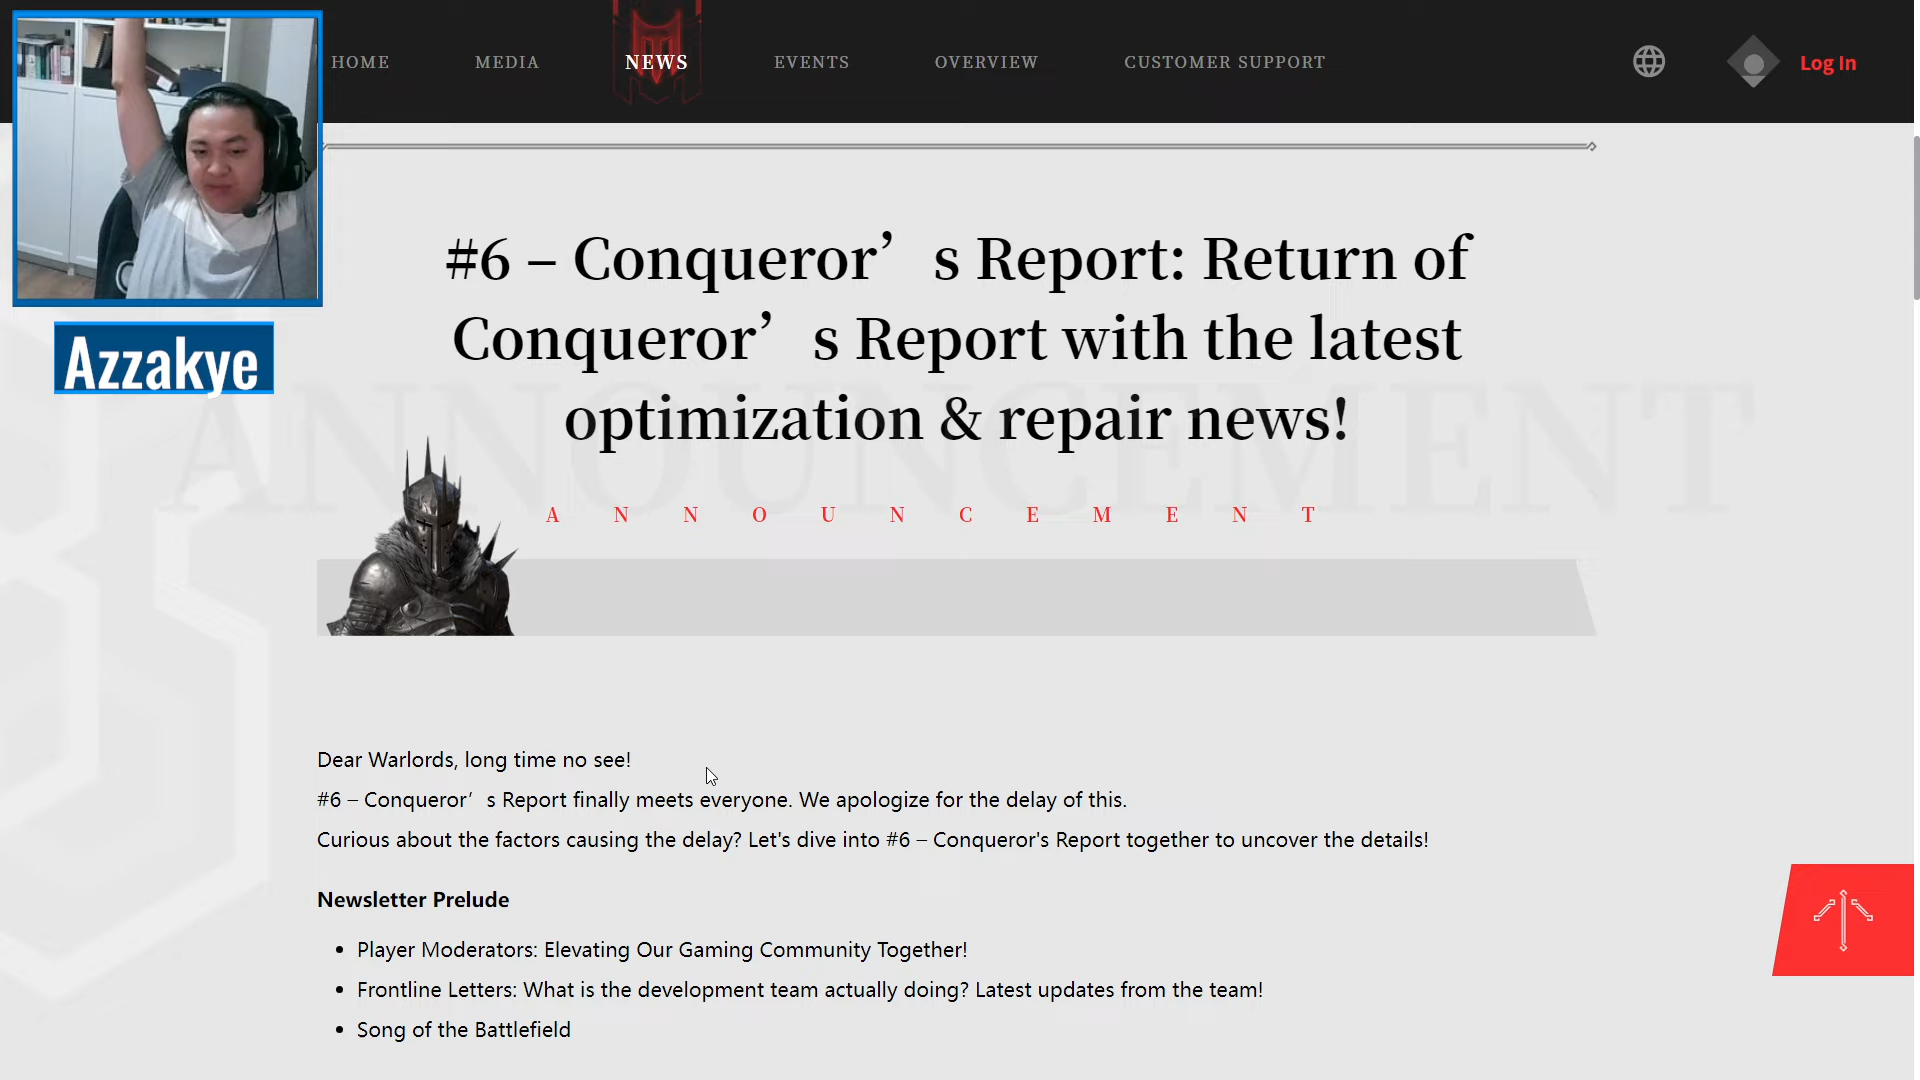 HOME
MEDIA
NEWS
EVENTS
OVERVIEW
CUSTOMER SUPPORT
Log In
#6 – Conqueror’s Report: Return of
Conqueror’s Report with the latest
optimization & repair news!
Azzakye
ANNOUNCEMENT
ANNOUNCEMENT
Dear Warlords, long time no see!
#6 – Conqueror’s Report finally meets everyone. We apologize for the delay of this.
Curious about the factors causing the delay? Let's dive into #6 – Conqueror's Report together to uncover the details!
Newsletter Prelude
• Player Moderators: Elevating Our Gaming Community Together!
• Frontline Letters: What is the development team actually doing? Latest updates from the team!
• Song of the Battlefield